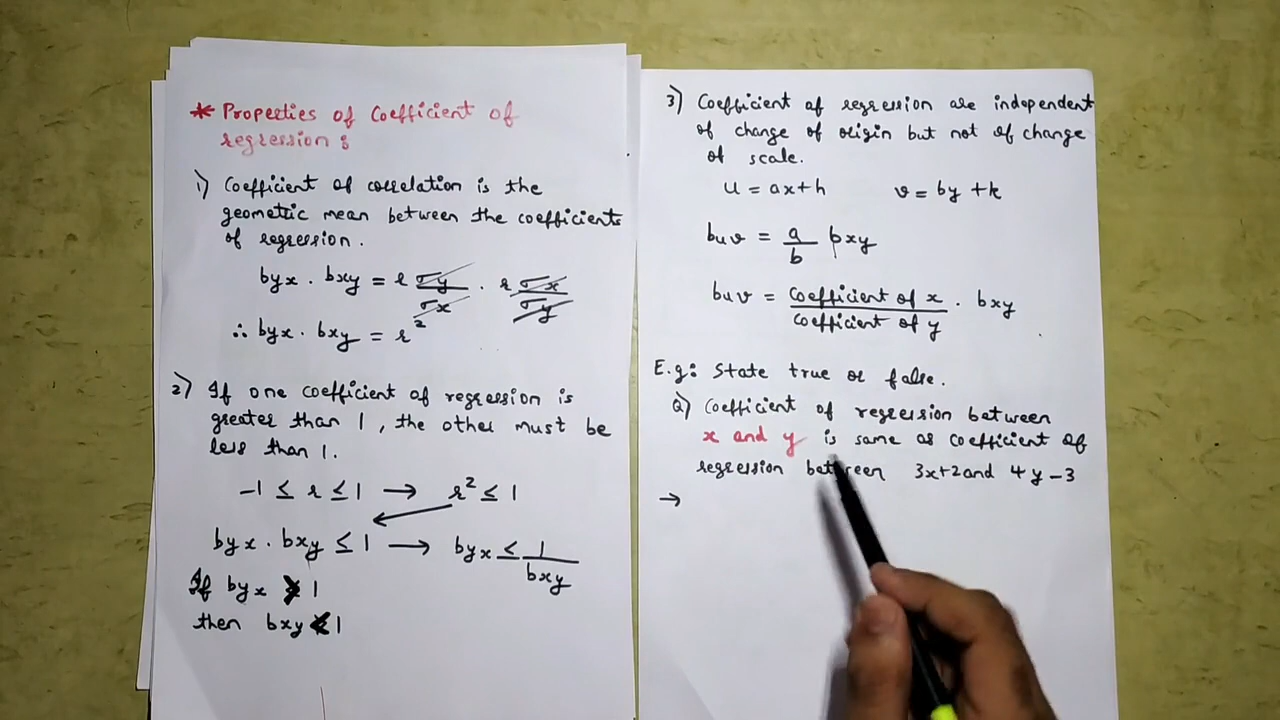 * Properties of Coefficient of
regression :
1) Coefficient of correlation is the
geometric mean between the coefficients
of regression.
byx . bxy = r σy/σx . r σx/σy
∴ byx . bxy = r²
2) If one coefficient of regression is
greater than 1, the other must be
less than 1.
-1 ≤ r ≤ 1 → r² ≤ 1
byx . bxy ≤ 1 → byx ≤ 1/bxy
If byx > 1
then bxy < 1
3) Coefficient of regression are independent
of change of origin but not of change
of scale.
u = ax+h v = by+k
buv = a/b bxy
buv = coefficient of x / coefficient of y . bxy
E.g: State true or false.
Q) Coefficient of regression between
x and y is same as coefficient of
regression between 3x+2 and 4y-3
→